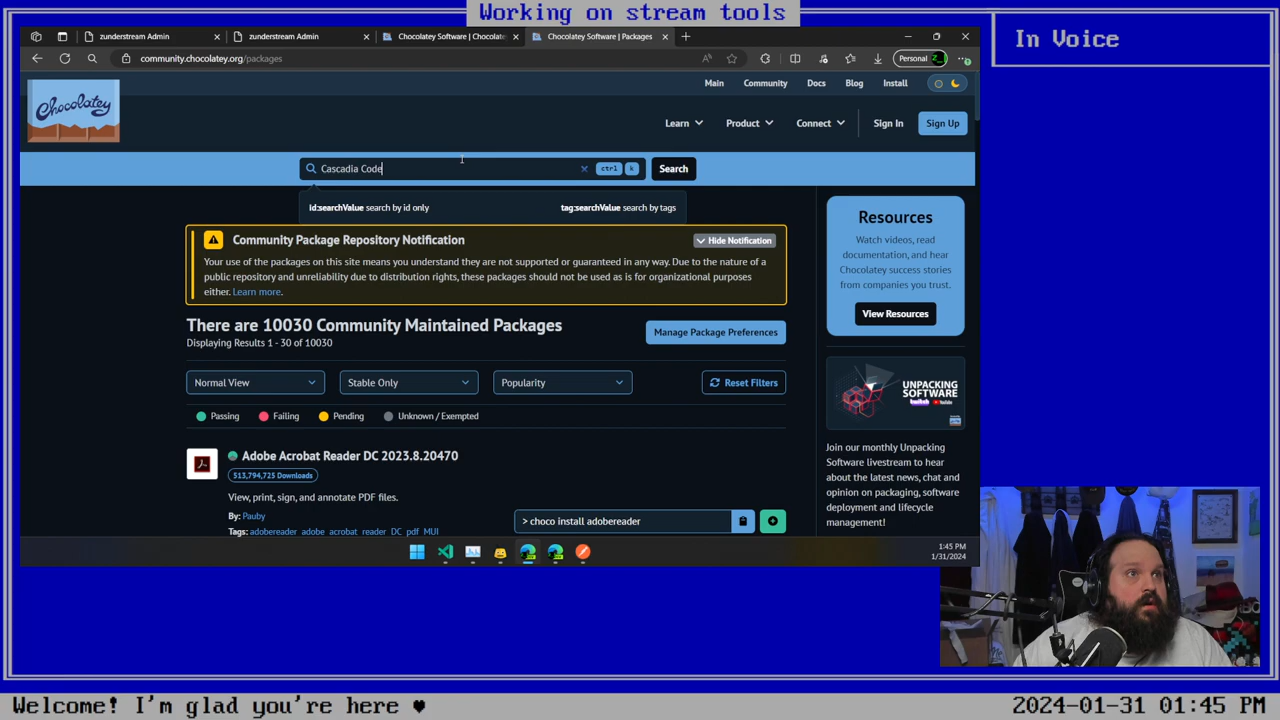 Working on stream tools
In Voice
zunderstream Admin
zunderstream Admin
Chocolatey Software | Chocolate
Chocolatey Software | Packages
community.chocolatey.org/packages
Personal
Chocolatey
Main
Community
Docs
Blog
Install
Learn
Product
Connect
Sign In
Sign Up
Cascadia Code
ctrl
k
Search
id:searchValue search by id only
tag:searchValue search by tags
Community Package Repository Notification
Hide Notification
Your use of the packages on this site means you understand they are not supported or guaranteed in any way. Due to the nature of
a public repository and unreliability due to distribution rights, these packages should not be used as is for organizational purposes
either. Learn more.
There are 10030 Community Maintained Packages
Displaying Results 1 - 30 of 10030
Manage Package Preferences
Normal View
Stable Only
Popularity
Reset Filters
Passing
Failing
Pending
Unknown / Exempted
Adobe Acrobat Reader DC 2023.8.20470
513,794,725 Downloads
View, print, sign, and annotate PDF files.
By: Pauby
Tags: adobereader adobe acrobat reader DC pdf MUI
> choco install adobereader
Resources
Watch videos, read
documentation, and hear
Chocolatey success stories
from companies you trust.
View Resources
UNPACKING
SOFTWARE
twitch
YouTube
Join our monthly Unpacking
Software livestream to hear
about the latest news, chat and
opinion on packaging, software
deployment and lifecycle
management!
1:45 PM
1/31/2024
Welcome! I'm glad you're here ♥
2024-01-31 01:45 PM